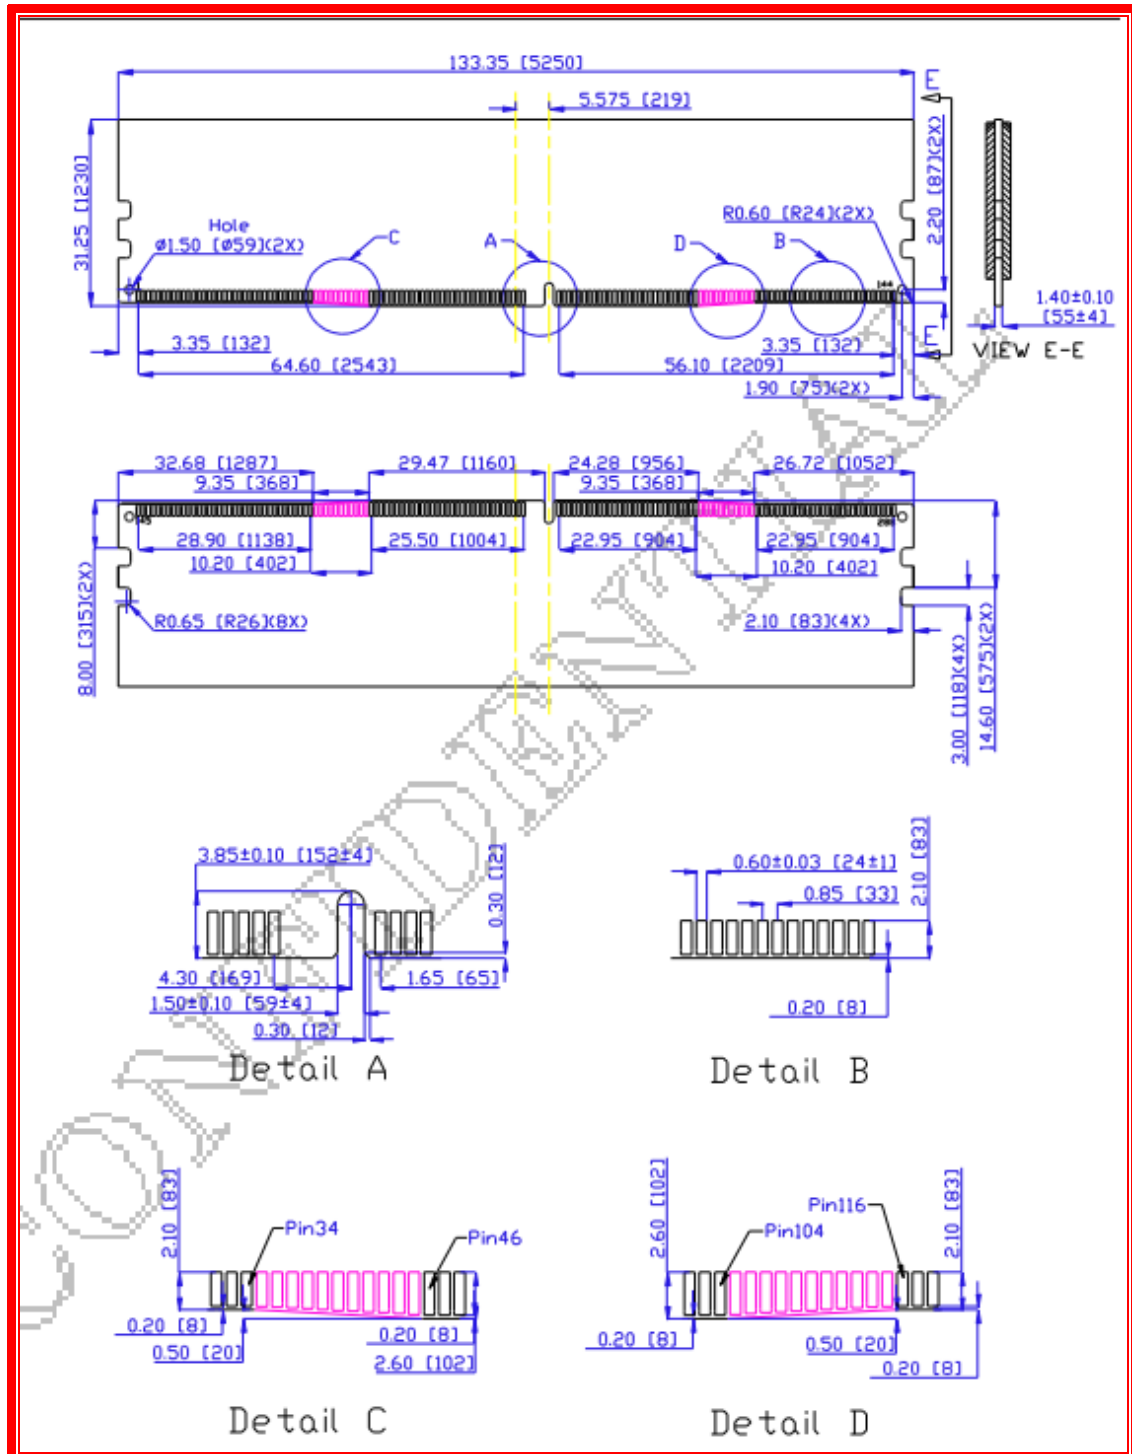 133.35 [5250]
5.575 [219]
E
31.25 [1230]
2.20 [87](2X)
Hole
ø1.50 [ø59](2X)
C
A
D
B
R0.60 [R24](2X)
144
1.40±0.10
[55±4]
VIEW E-E
E
3.35 [132]
3.35 [132]
64.60 [2543]
56.10 [2209]
1.90 [75](2X)
32.68 [1287]
29.47 [1160]
24.28 [956]
26.72 [1052]
9.35 [368]
9.35 [368]
145
288
28.90 [1138]
25.50 [1004]
22.95 [904]
22.95 [904]
10.20 [402]
10.20 [402]
8.00 [315](2X)
R0.65 [R26](8X)
2.10 [83](4X)
3.00 [118](4X)
14.60 [575](2X)
CONFIDENTIAL
3.85±0.10 [152±4]
0.30 [12]
4.30 [169]
1.65 [65]
1.50±0.10 [59±4]
0.30 [12]
Detail A
0.60±0.03 [24±1]
0.85 [33]
2.10 [83]
0.20 [8]
Detail B
2.10 [83]
Pin34
Pin46
0.20 [8]
0.50 [20]
0.20 [8]
2.60 [102]
Detail C
2.60 [102]
Pin104
Pin116
2.10 [83]
0.20 [8]
0.50 [20]
0.20 [8]
Detail D